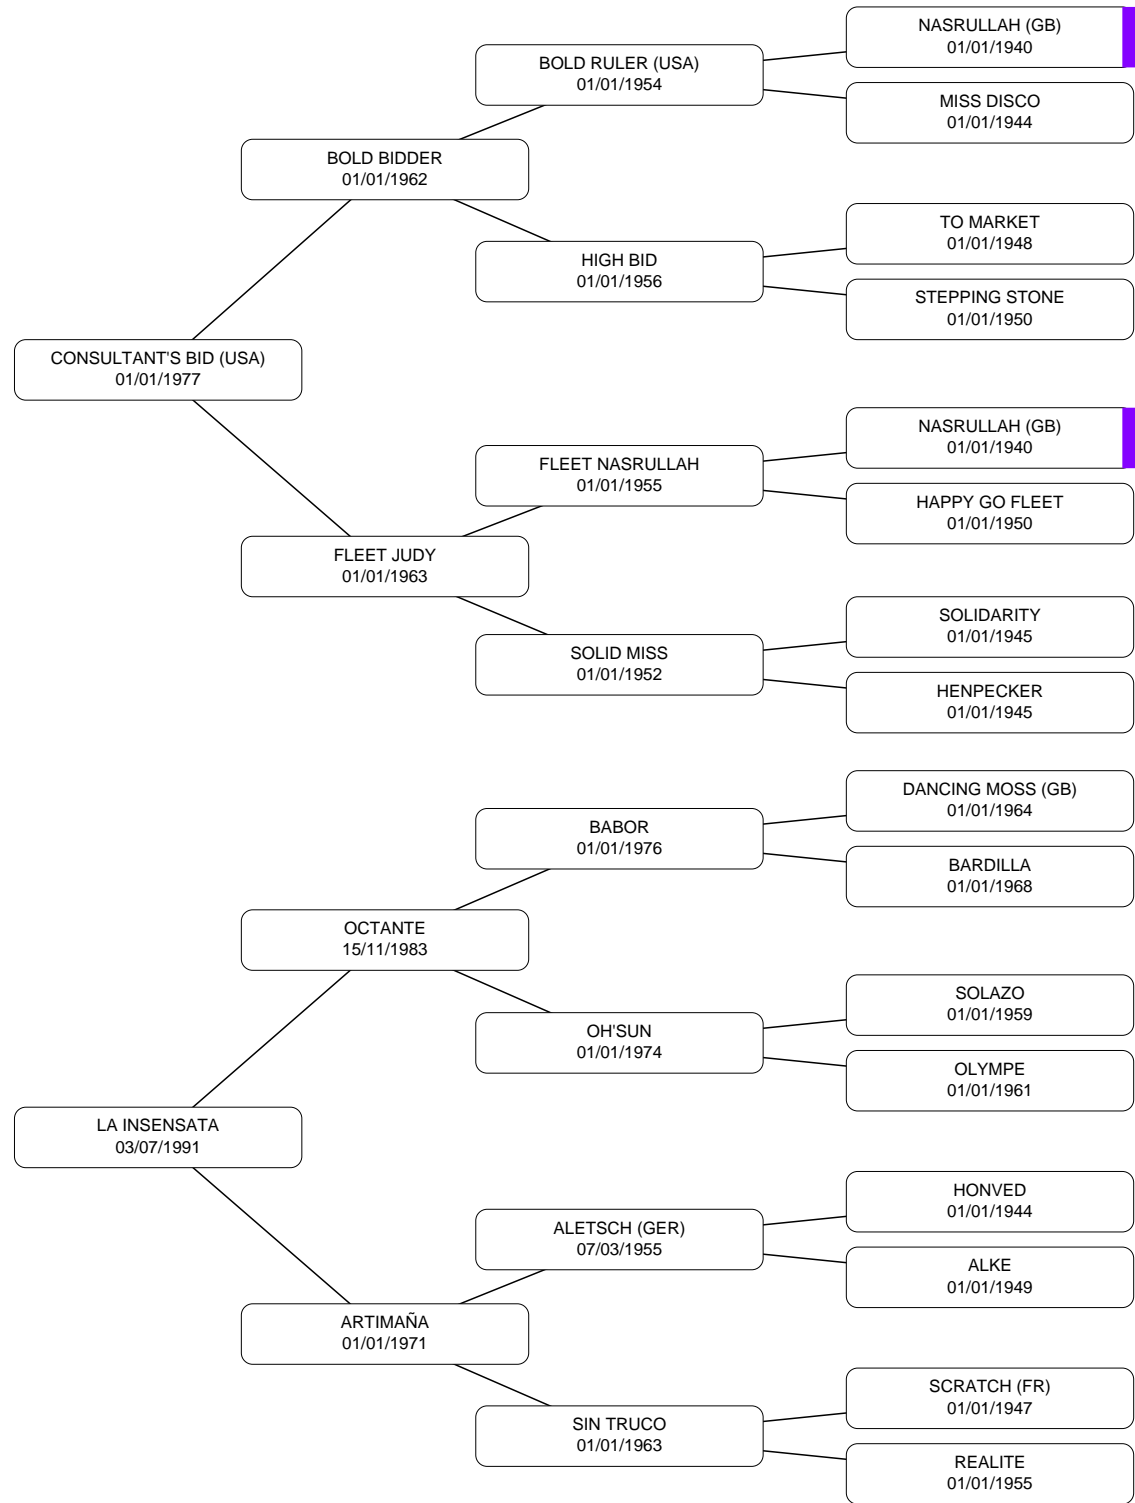 NASRULLAH (GB)
01/01/1940
BOLD RULER (USA)
01/01/1954
MISS DISCO
01/01/1944
BOLD BIDDER
01/01/1962
TO MARKET
01/01/1948
HIGH BID
01/01/1956
STEPPING STONE
01/01/1950
CONSULTANT'S BID (USA)
01/01/1977
NASRULLAH (GB)
01/01/1940
FLEET NASRULLAH
01/01/1955
HAPPY GO FLEET
01/01/1950
FLEET JUDY
01/01/1963
SOLIDARITY
01/01/1945
SOLID MISS
01/01/1952
HENPECKER
01/01/1945
DANCING MOSS (GB)
01/01/1964
BABOR
01/01/1976
BARDILLA
01/01/1968
OCTANTE
15/11/1983
SOLAZO
01/01/1959
OH'SUN
01/01/1974
OLYMPE
01/01/1961
LA INSENSATA
03/07/1991
HONVED
01/01/1944
ALETSCH (GER)
07/03/1955
ALKE
01/01/1949
ARTIMAÑA
01/01/1971
SCRATCH (FR)
01/01/1947
SIN TRUCO
01/01/1963
REALITE
01/01/1955